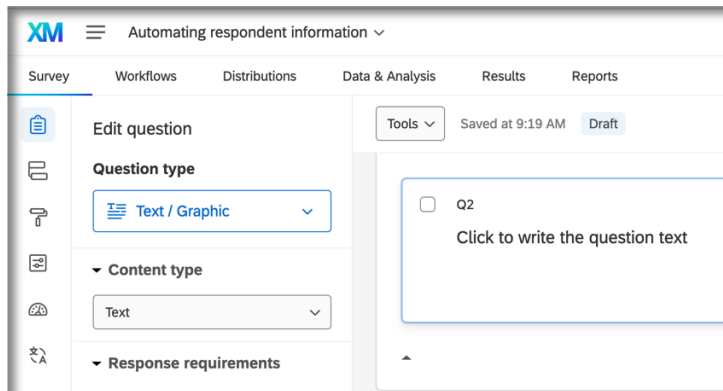 XM Automating respondent information
Survey Workflows Distributions Data & Analysis Results Reports
Edit question
Question type
Text / Graphic
Content type
Text
Response requirements
Tools Saved at 9:19 AM Draft
Q2
Click to write the question text